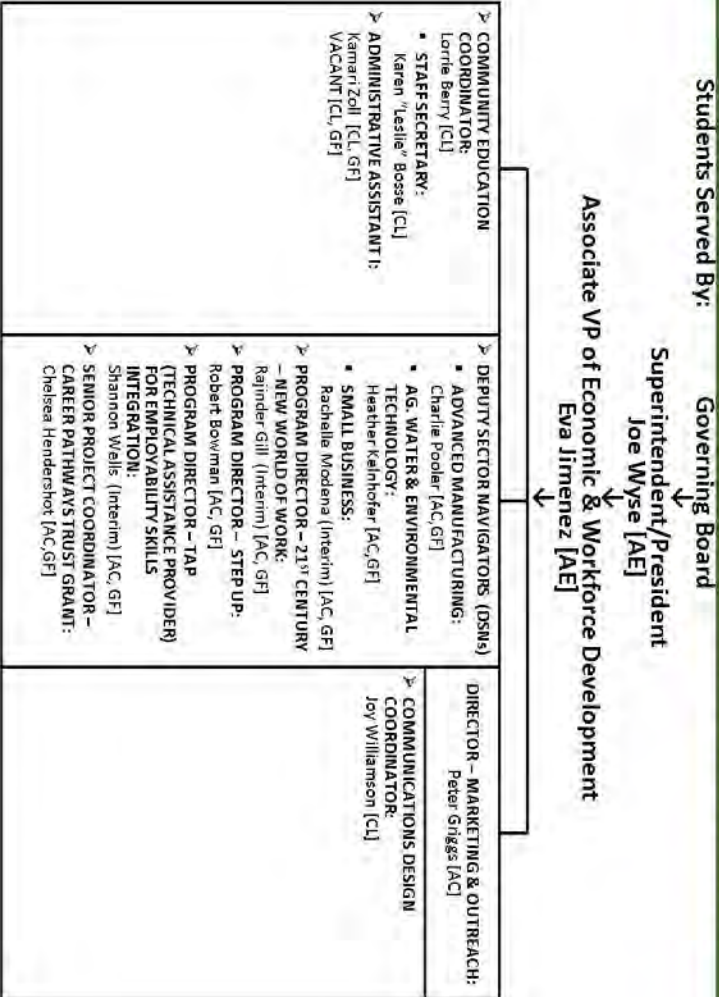 Students Served By:
Governing Board
Superintendent/President
Joe Wyse [AE]
Associate VP of Economic & Workforce Development
Eva Jimenez [AE]
➢ COMMUNITY EDUCATION
COORDINATOR:
Lorrie Berry [CL]
▪ STAFF SECRETARY:
Karen "Leslie" Bosse [CL]
➢ ADMINISTRATIVE ASSISTANT I:
Kamari Zoll [CL, GF]
VACANT [CL, GF]
➢ DEPUTY SECTOR NAVIGATORS (DSNs)
▪ ADVANCED MANUFACTURING:
Charlie Pooler [AC,GF]
▪ AG. WATER & ENVIRONMENTAL
TECHNOLOGY:
Heather Kelnhofer [AC,GF]
▪ SMALL BUSINESS:
Rachelle Modena (Interim) [AC, GF]
➢ PROGRAM DIRECTOR – 21ST CENTURY
– NEW WORLD OF WORK:
Rajinder Gill (Interim) [AC, GF]
➢ PROGRAM DIRECTOR – STEP UP:
Robert Bowman [AC, GF]
➢ PROGRAM DIRECTOR – TAP
(TECHNICAL ASSISTANCE PROVIDER)
FOR EMPLOYABILITY SKILLS
INTEGRATION:
Shannon Wells (Interim) [AC, GF]
➢ SENIOR PROJECT COORDINATOR –
CAREER PATHWAYS TRUST GRANT:
Chelsea Hendershot [AC,GF]
DIRECTOR – MARKETING & OUTREACH:
Peter Griggs [AC]
➢ COMMUNICATIONS DESIGN
COORDINATOR:
Joy Williamson [CL]